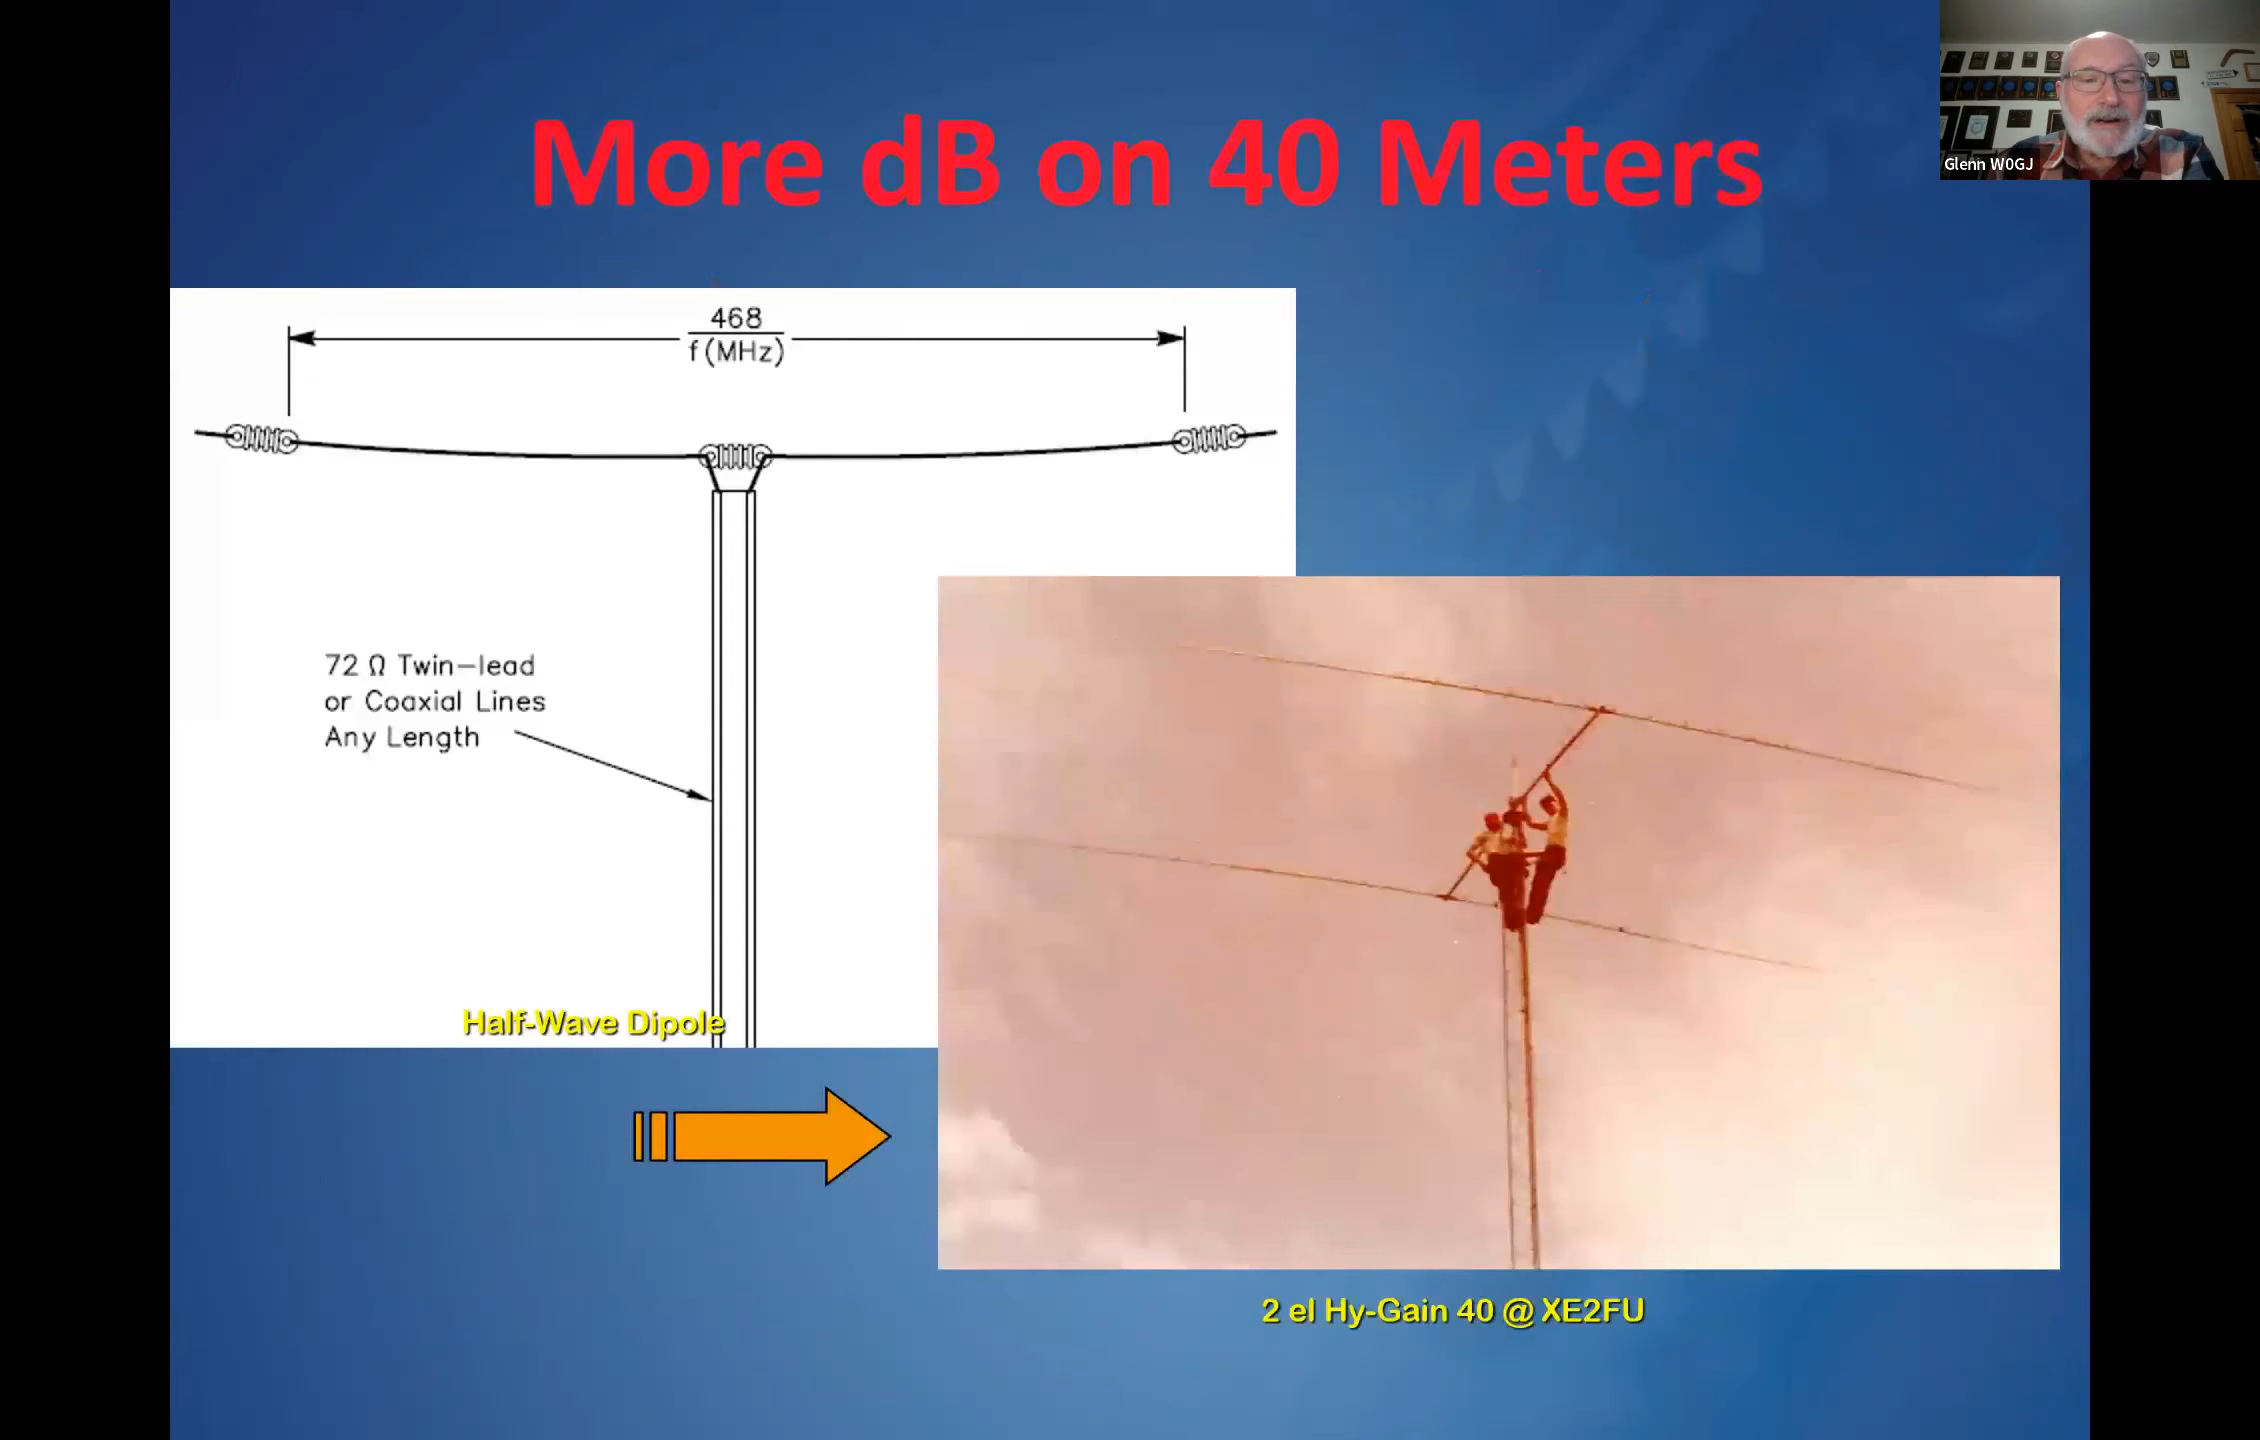 More dB on 40 Meters
Glenn W0GJ
468
f (MHz)
72 Ω Twin-lead
or Coaxial Lines
Any Length
Half-Wave Dipole
2 el Hy-Gain 40 @ XE2FU